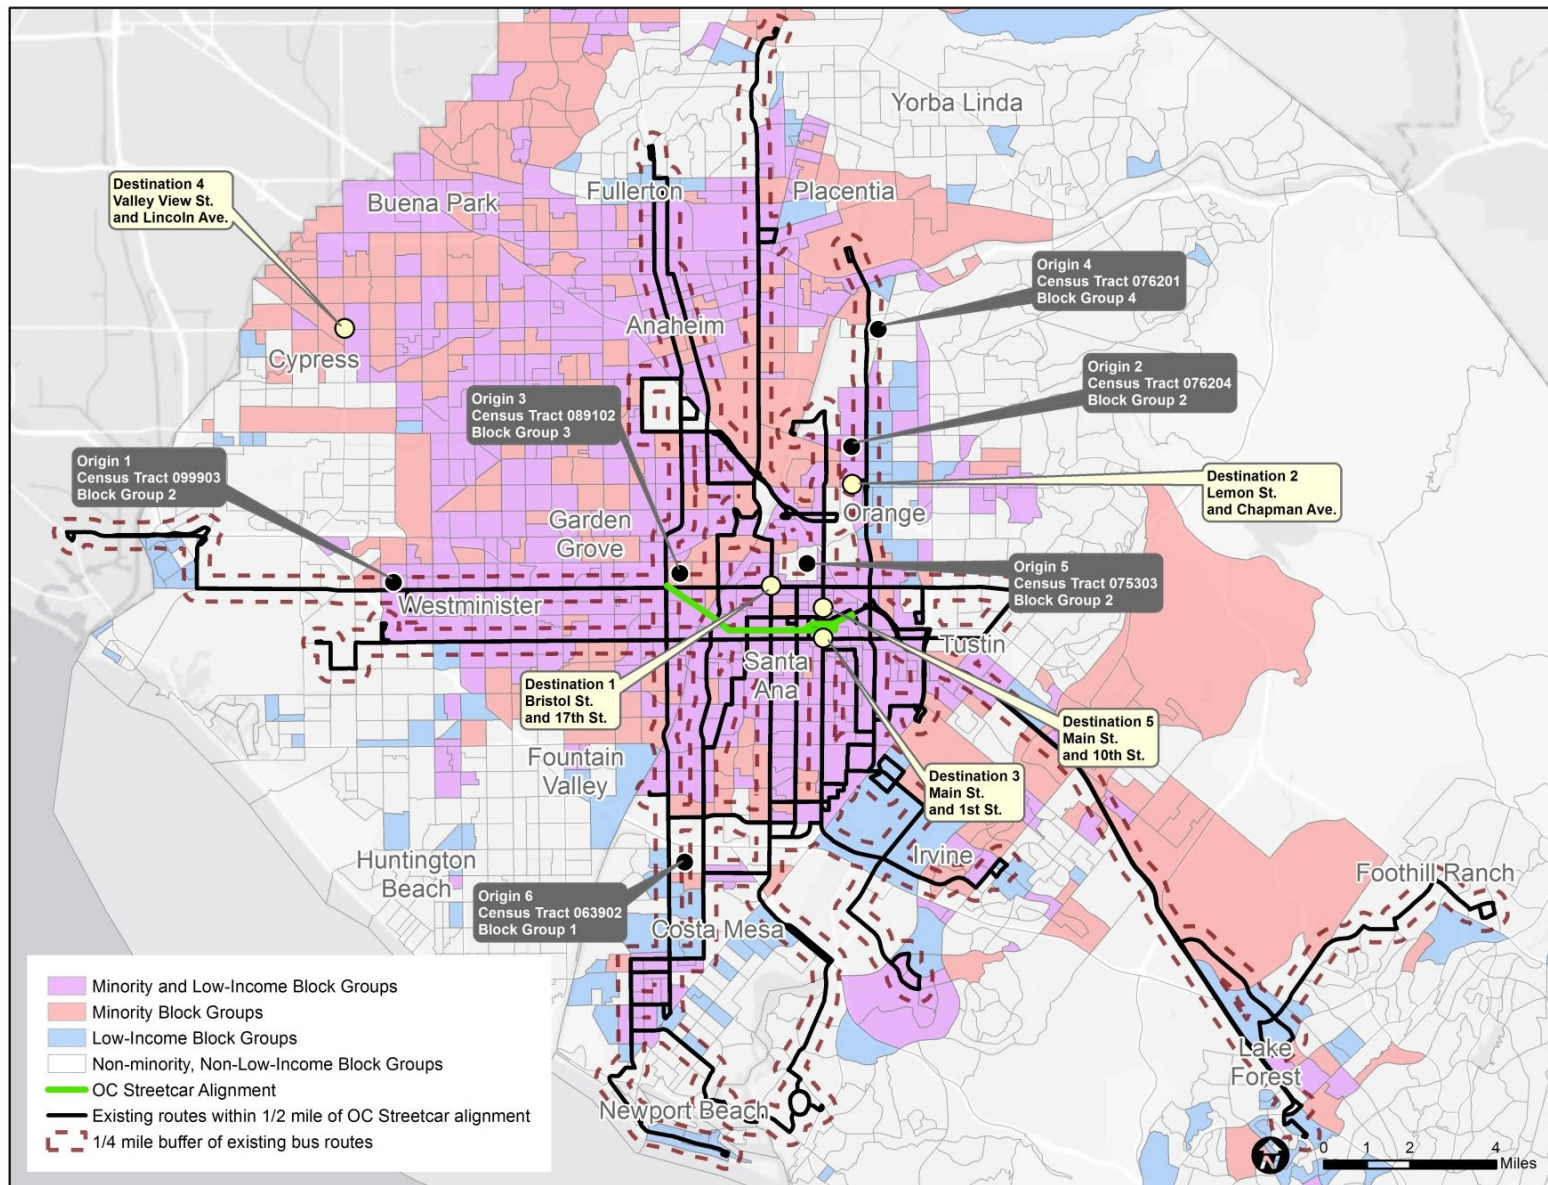 Yorba Linda
Destination 4
Valley View St.
and Lincoln Ave.
Buena Park
Fullerton
Placentia
Origin 4
Census Tract 076201
Block Group 4
Anaheim
Cypress
Origin 2
Census Tract 076204
Block Group 2
Origin 3
Census Tract 089102
Block Group 3
Origin 1
Census Tract 099903
Block Group 2
Destination 2
Lemon St.
and Chapman Ave.
Garden
Grove
Orange
Origin 5
Census Tract 075303
Block Group 2
Westminister
Tustin
Santa
Ana
Destination 1
Bristol St.
and 17th St.
Destination 5
Main St.
and 10th St.
Fountain
Valley
Destination 3
Main St.
and 1st St.
Huntington
Beach
Irvine
Foothill Ranch
Origin 6
Census Tract 063902
Block Group 1
Costa Mesa
Minority and Low-Income Block Groups
Minority Block Groups
Low-Income Block Groups
Non-minority, Non-Low-Income Block Groups
OC Streetcar Alignment
Existing routes within 1/2 mile of OC Streetcar alignment
1/4 mile buffer of existing bus routes
Lake
Forest
Newport Beach
N
0 1 2 4
Miles